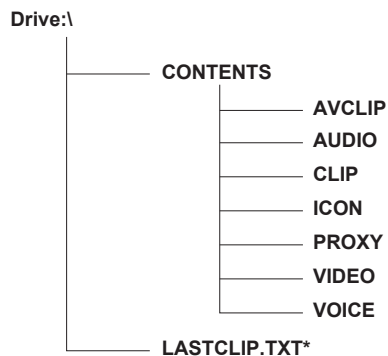 Drive:\
CONTENTS
AVCLIP
AUDIO
CLIP
ICON
PROXY
VIDEO
VOICE
LASTCLIP.TXT*